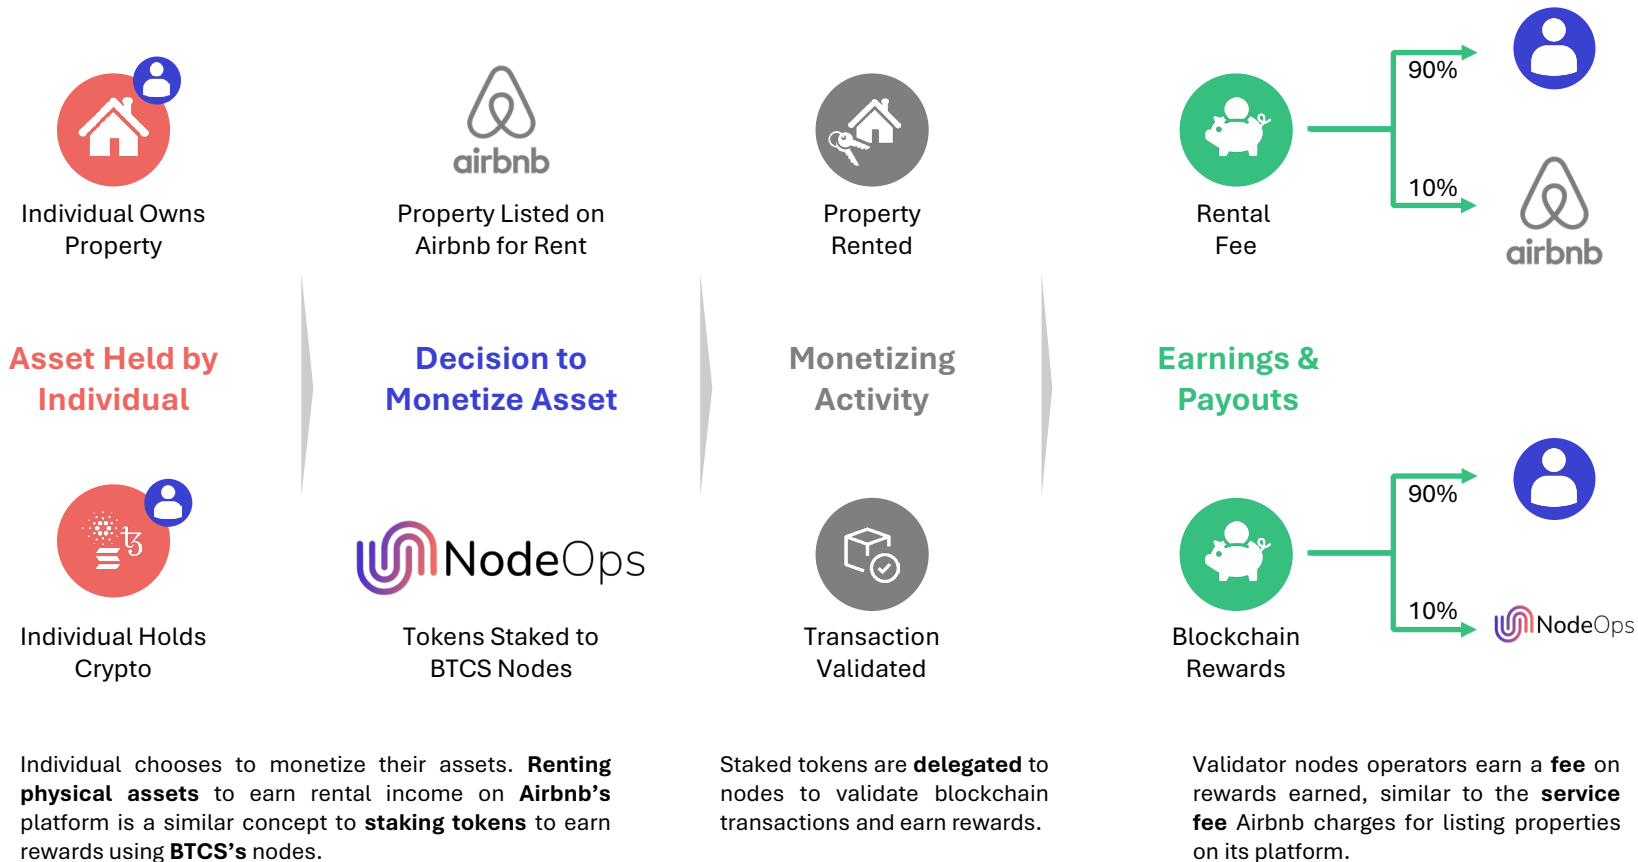 airbnb
Individual Owns
Property
Property Listed on
Airbnb for Rent
Property
Rented
Rental
Fee
90%
10%
airbnb
Asset Held by
Individual
Decision to
Monetize Asset
Monetizing
Activity
Earnings &
Payouts
NodeOps
Individual Holds
Crypto
Tokens Staked to
BTCS Nodes
Transaction
Validated
Blockchain
Rewards
90%
10%
NodeOps
Individual chooses to monetize their assets. Renting
physical assets to earn rental income on Airbnb's
platform is a similar concept to staking tokens to earn
rewards using BTCS's nodes.
Staked tokens are delegated to
nodes to validate blockchain
transactions and earn rewards.
Validator nodes operators earn a fee on
rewards earned, similar to the service
fee Airbnb charges for listing properties
on its platform.